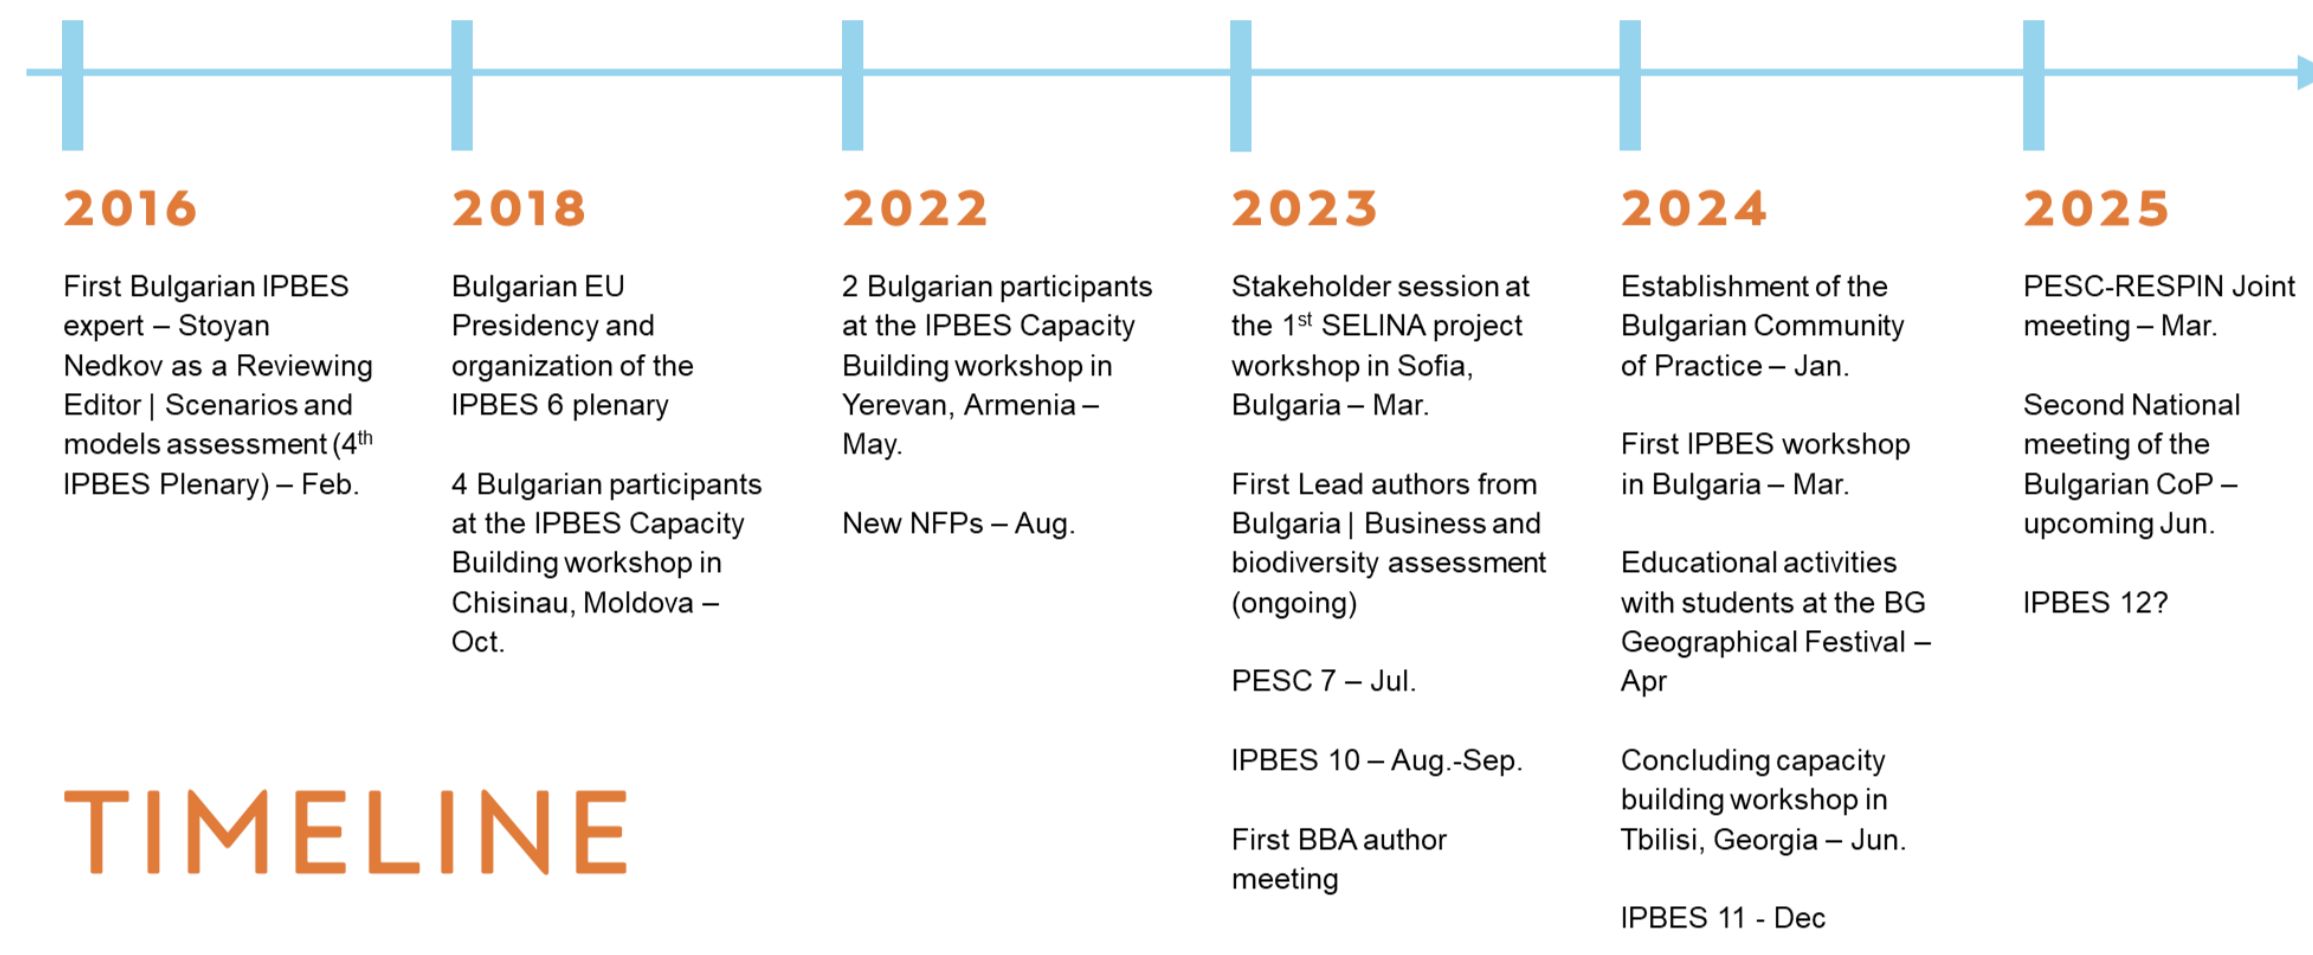 2016
First Bulgarian IPBES
expert – Stoyan
Nedkov as a Reviewing
Editor | Scenarios and
models assessment (4th
IPBES Plenary) – Feb.
2018
Bulgarian EU
Presidency and
organization of the
IPBES 6 plenary
4 Bulgarian participants
at the IPBES Capacity
Building workshop in
Chisinau, Moldova –
Oct.
2022
2 Bulgarian participants
at the IPBES Capacity
Building workshop in
Yerevan, Armenia –
May.
New NFPs – Aug.
2023
Stakeholder session at
the 1st SELINA project
workshop in Sofia,
Bulgaria – Mar.
First Lead authors from
Bulgaria | Business and
biodiversity assessment
(ongoing)
PESC 7 – Jul.
IPBES 10 – Aug.-Sep.
First BBA author
meeting
2024
Establishment of the
Bulgarian Community
of Practice – Jan.
First IPBES workshop
in Bulgaria – Mar.
Educational activities
with students at the BG
Geographical Festival –
Apr
Concluding capacity
building workshop in
Tbilisi, Georgia – Jun.
IPBES 11 - Dec
2025
PESC-RESPIN Joint
meeting – Mar.
Second National
meeting of the
Bulgarian CoP –
upcoming Jun.
IPBES 12?
TIMELINE